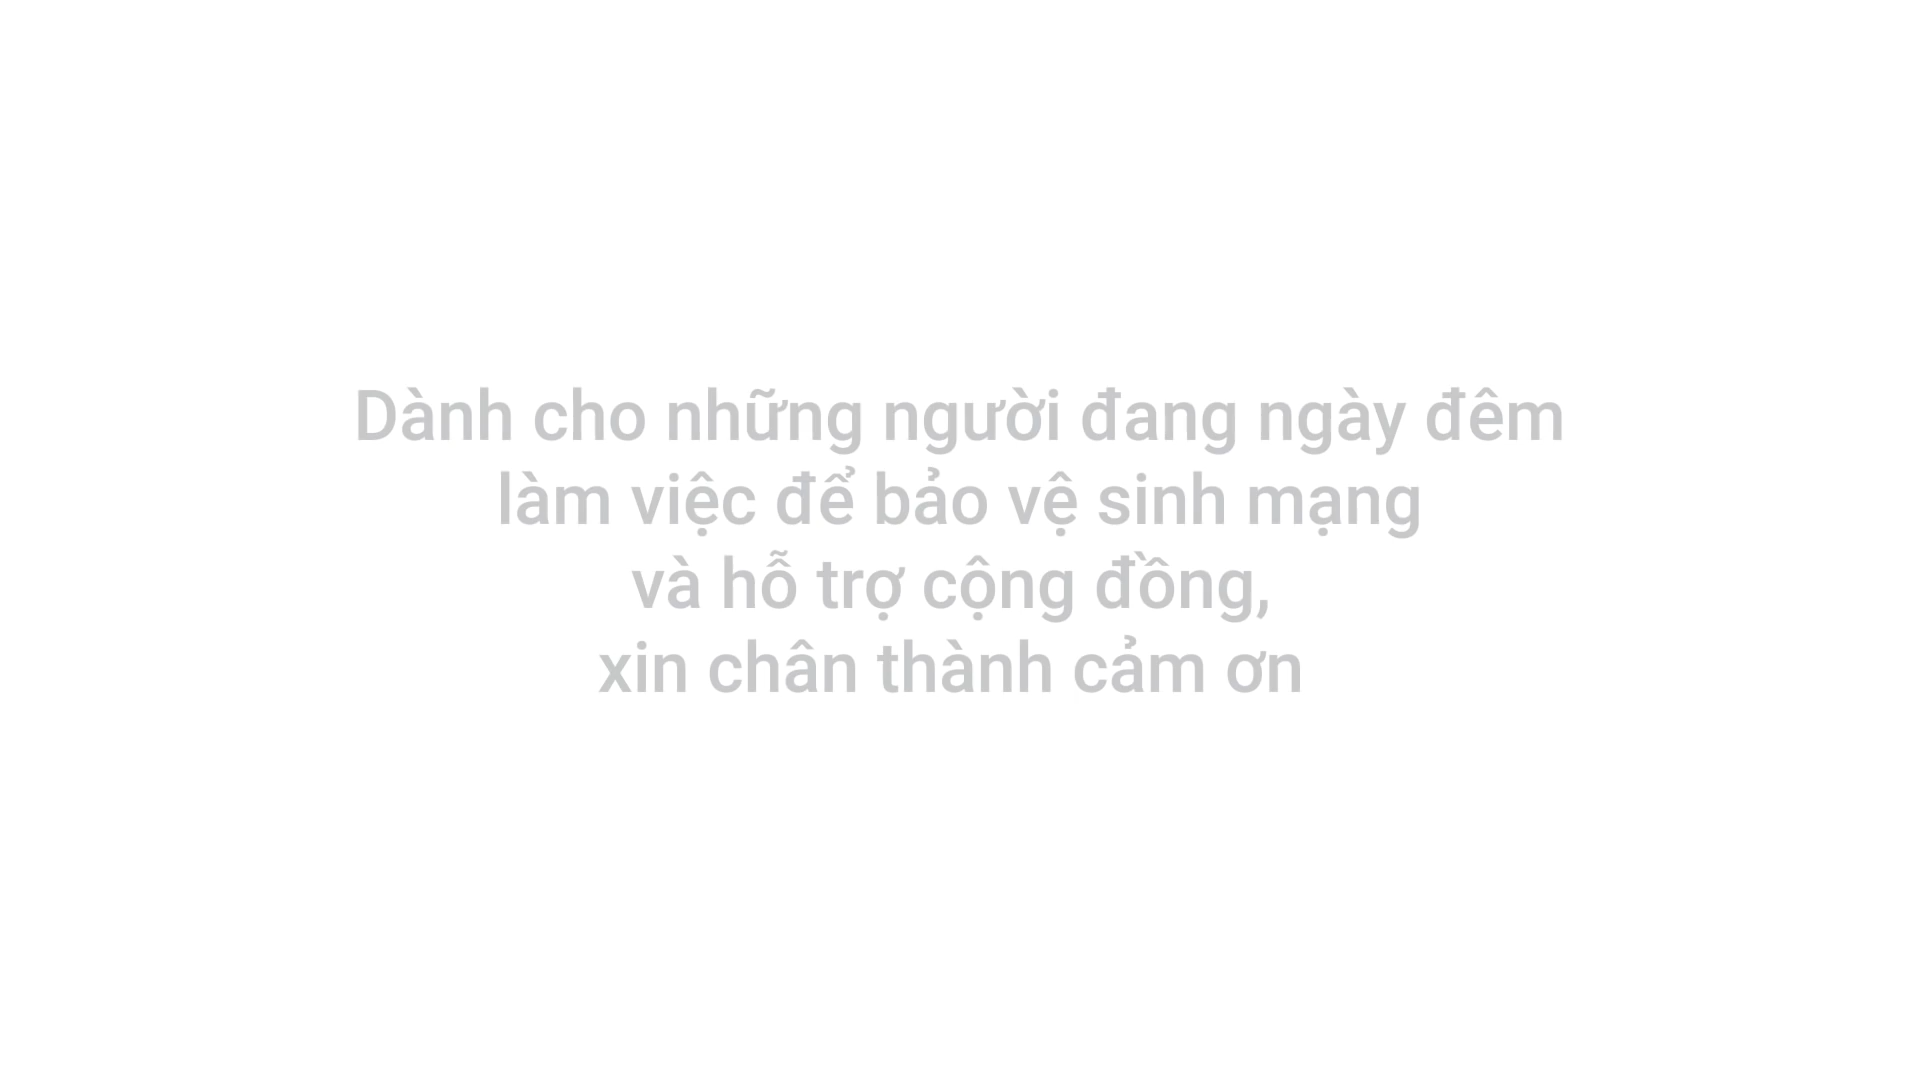 Dành cho những người đang ngày đêm
làm việc để bảo vệ sinh mạng
và hỗ trợ cộng đồng,
xin chân thành cảm ơn